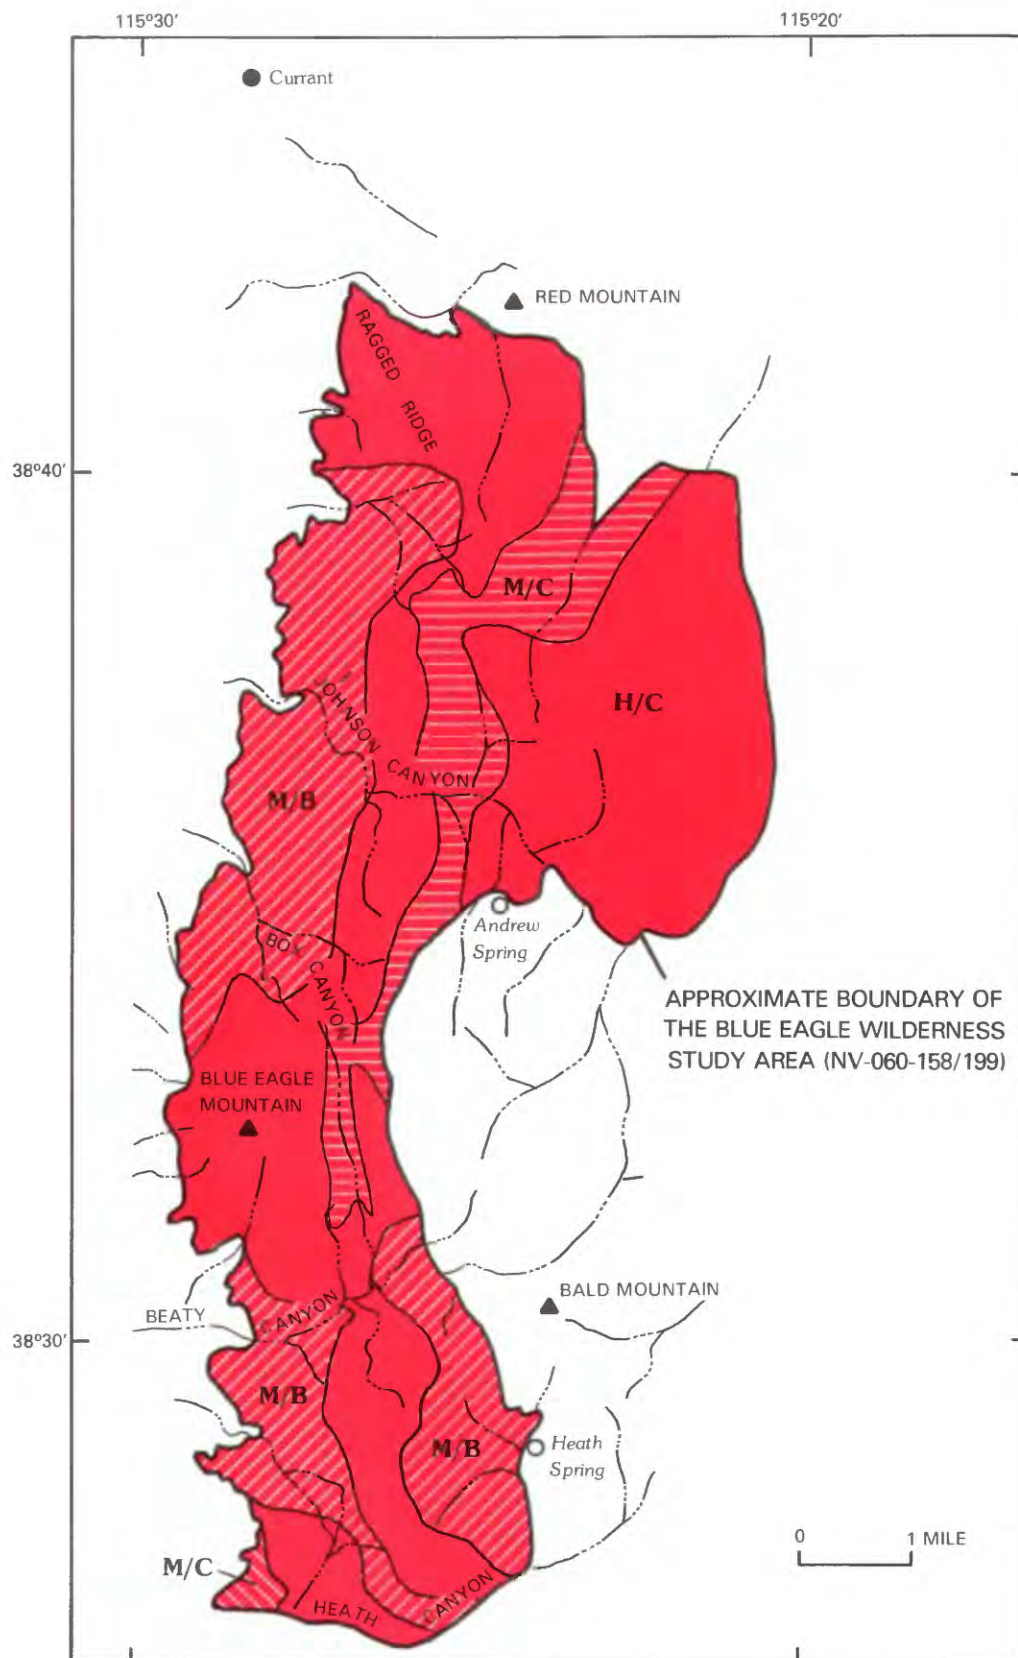 115°30'
115°20'
Currant
RED MOUNTAIN
RAGGED RIDGE
38°40'
M/C
H/C
JOHNSON CANYON
M/B
Andrew
Spring
BOX CANYON
APPROXIMATE BOUNDARY OF
THE BLUE EAGLE WILDERNESS
STUDY AREA (NV-060-158/199)
BLUE EAGLE
MOUNTAIN
BALD MOUNTAIN
BEATY CANYON
38°30'
M/B
M/B
Heath
Spring
0 1 MILE
M/C
HEATH CANYON